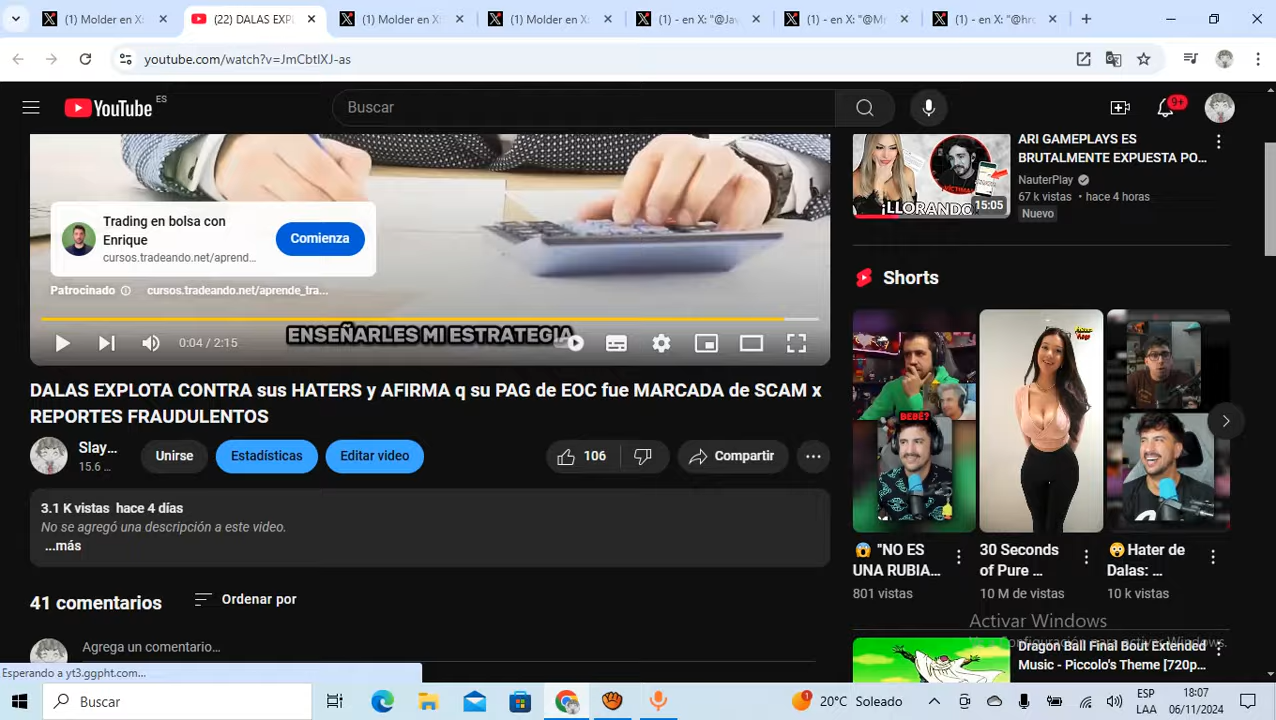 (1) Molder en X:
(22) DALAS EXPL
(1) Molder en X:
(1) Molder en X:
(1) - en X: "@Jav
(1) - en X: "@M
(1) - en X: "@hro
youtube.com/watch?v=JmCbtlXJ-as
YouTube ES
Buscar
9+
Trading en bolsa con
Enrique
cursos.tradeando.net/aprend...
Comienza
Patrocinado
cursos.tradeando.net/aprende_tra...
ENSEÑARLES MI ESTRATEGIA
0:04 / 2:15
DALAS EXPLOTA CONTRA sus HATERS y AFIRMA q su PAG de EOC fue MARCADA de SCAM x
REPORTES FRAUDULENTOS
Slay...
15.6 ...
Unirse
Estadísticas
Editar video
106
Compartir
3.1 K vistas hace 4 días
No se agregó una descripción a este video.
...más
41 comentarios
Ordenar por
Agrega un comentario...
Esperando a yt3.ggpht.com...
¡LLORANDO
15:05
ARI GAMEPLAYS ES
BRUTALMENTE EXPUESTA PO...
NauterPlay
67 k vistas • hace 4 horas
Nuevo
Shorts
BEBÉ?
😱 "NO ES
UNA RUBIA...
801 vistas
30 Seconds
of Pure ...
10 M de vistas
😳Hater de
Dalas: ...
10 k vistas
Activar Windows
Ve a Configuración para activar Windows.
Dragon Ball Final Bout Extended
Music - Piccolo's Theme [720p...
Buscar
1
20°C Soleado
ESP
LAA
18:07
06/11/2024